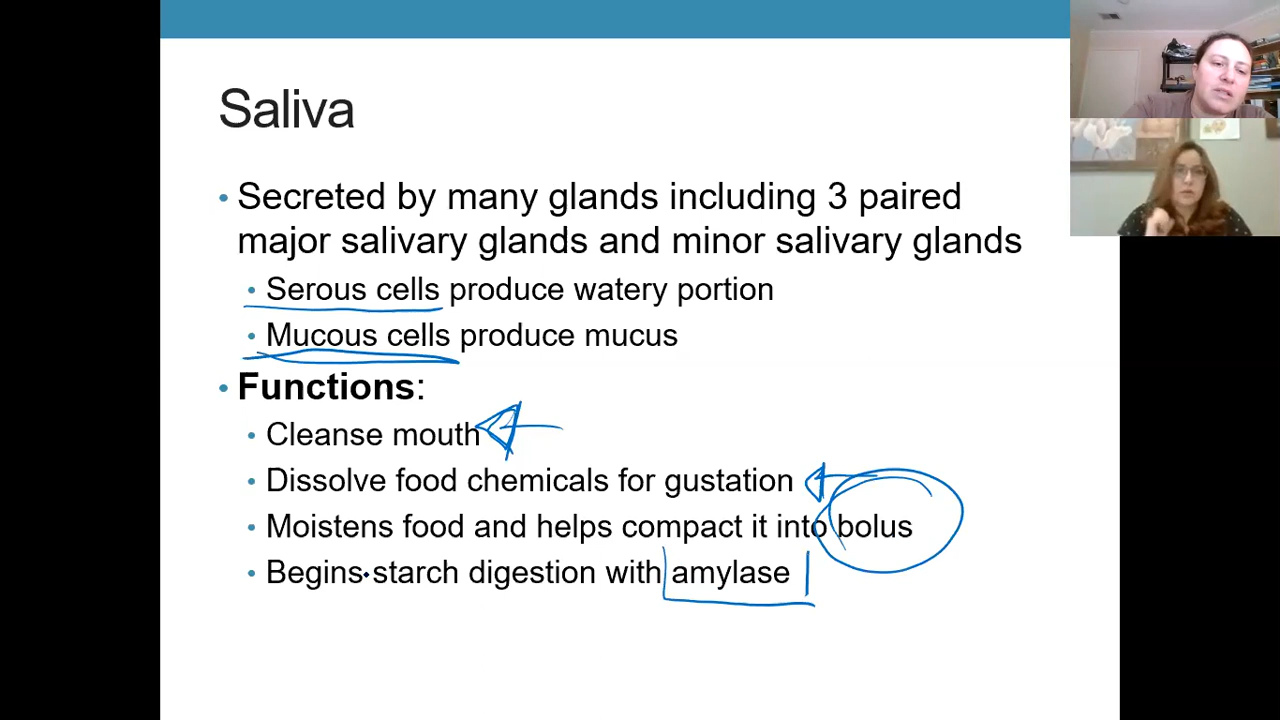 Saliva
• Secreted by many glands including 3 paired
major salivary glands and minor salivary glands
• Serous cells produce watery portion
• Mucous cells produce mucus
• Functions:
• Cleanse mouth
• Dissolve food chemicals for gustation
• Moistens food and helps compact it into bolus
• Begins starch digestion with amylase